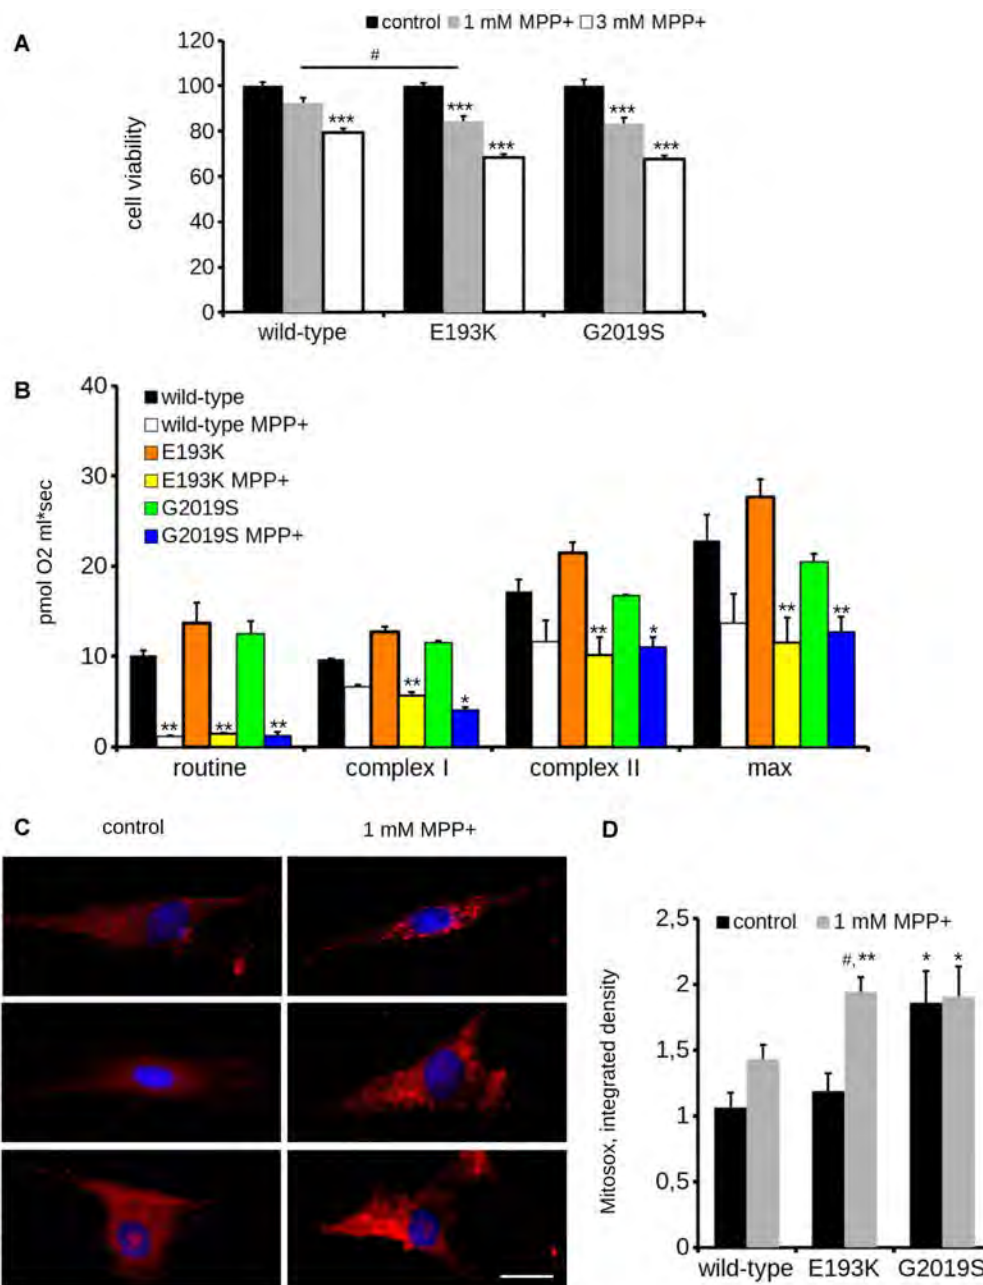 control 1 mM MPP+ 3 mM MPP+
A
120
100
80
60
40
20
0
cell viability
#
***
***
***
***
***
wild-type E193K G2019S
B
40
30
20
10
0
pmol O2 ml*sec
wild-type
wild-type MPP+
E193K
E193K MPP+
G2019S
G2019S MPP+
** ** **
** *
** *
** **
routine complex I complex II max
C
control 1 mM MPP+
D
2,5
2
1,5
1
0,5
0
Mitosox, integrated density
control 1 mM MPP+
#,** * *
wild-type E193K G2019S